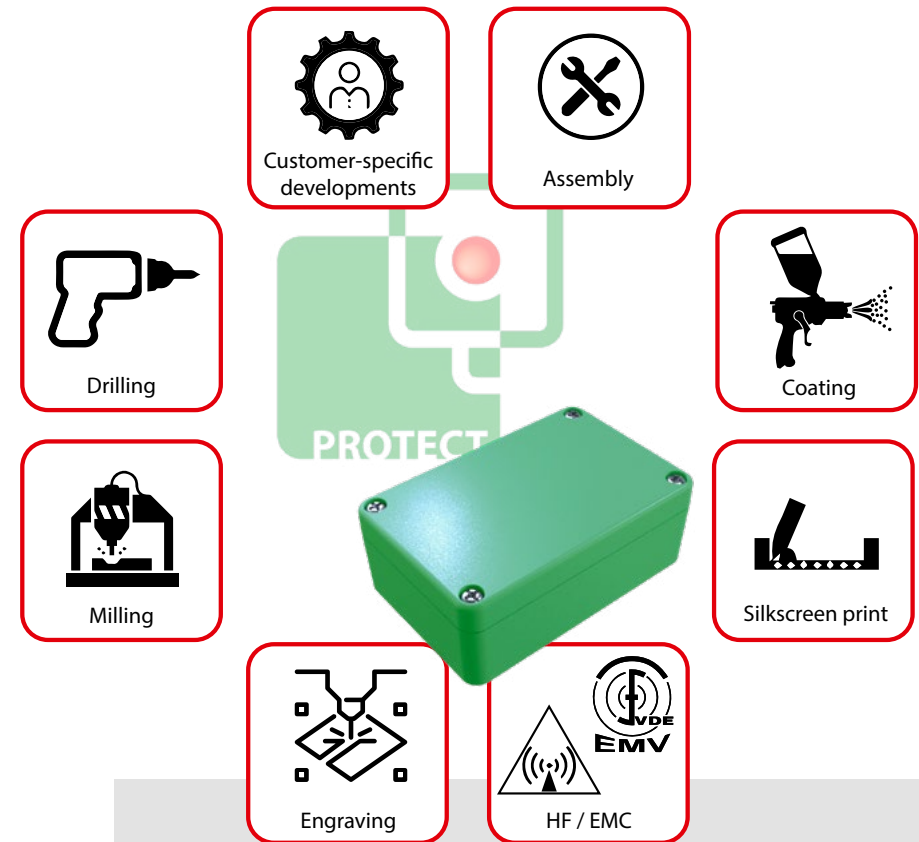 Customer-specific
developments
Assembly
Drilling
Coating
PROTECT
Milling
Silkscreen print
VDE
EMV
Engraving
HF / EMC